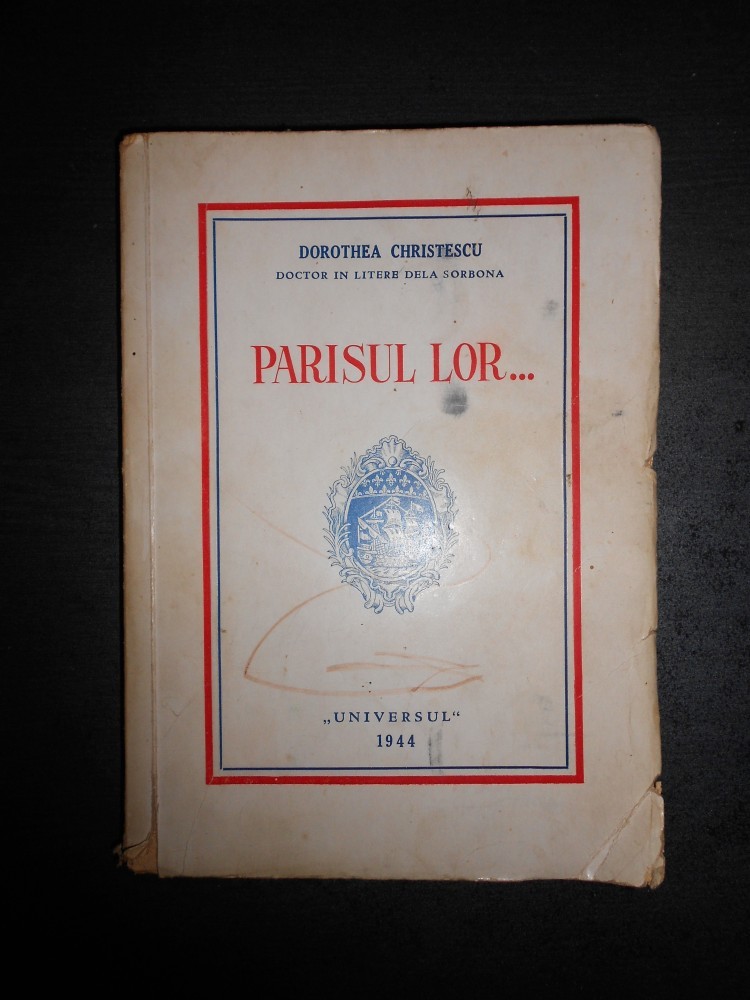 DOROTHEA CHRISTESCU
DOCTOR IN LITERE DELA SORBONA
PARISUL LOR...
„UNIVERSUL“
1944